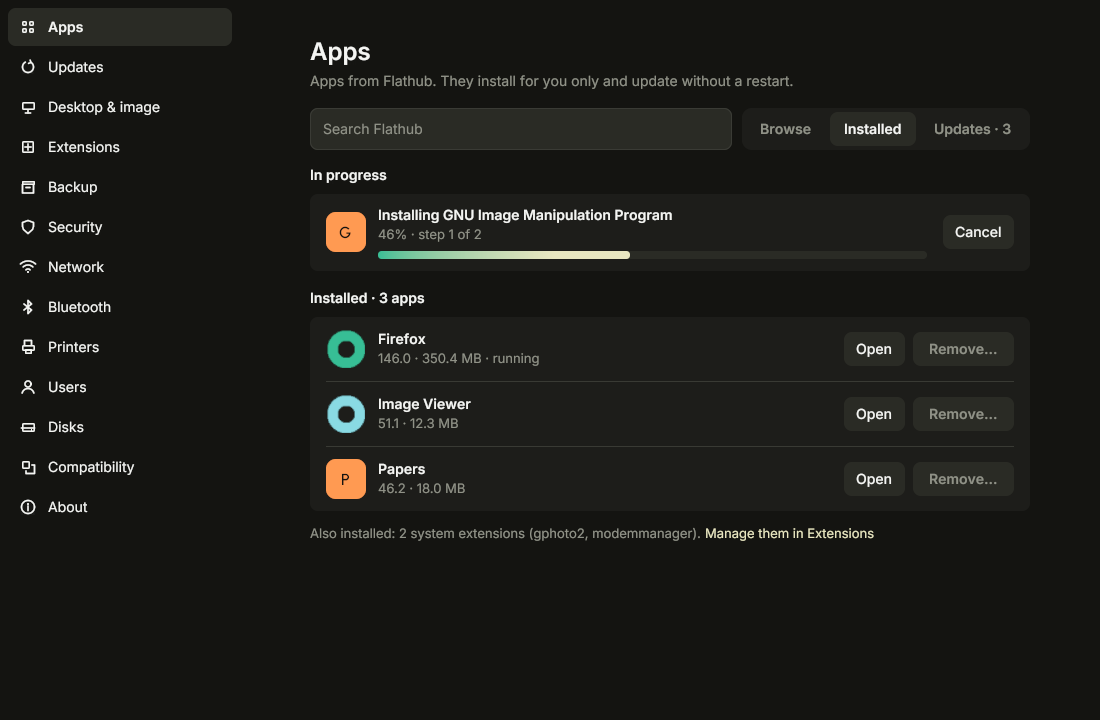 Apps
Updates
Desktop & image
Extensions
Backup
Security
Network
Bluetooth
Printers
Users
Disks
Compatibility
About
Apps
Apps from Flathub. They install for you only and update without a restart.
Search Flathub
Browse
Installed
Updates · 3
In progress
G
Installing GNU Image Manipulation Program
46% · step 1 of 2
Cancel
Installed · 3 apps
Firefox
146.0 · 350.4 MB · running
Open
Remove...
Image Viewer
51.1 · 12.3 MB
Open
Remove...
P
Papers
46.2 · 18.0 MB
Open
Remove...
Also installed: 2 system extensions (gphoto2, modemmanager). Manage them in Extensions